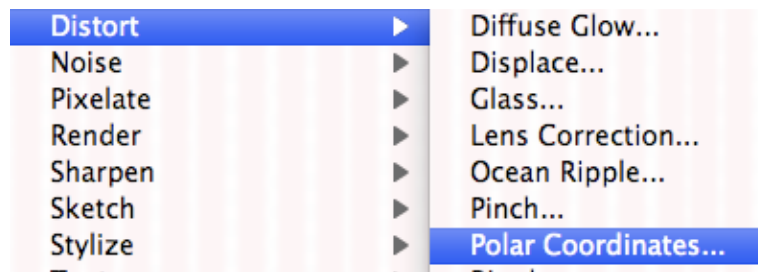 Distort
Noise
Pixelate
Render
Sharpen
Sketch
Stylize
Diffuse Glow...
Displace...
Glass...
Lens Correction...
Ocean Ripple...
Pinch...
Polar Coordinates...